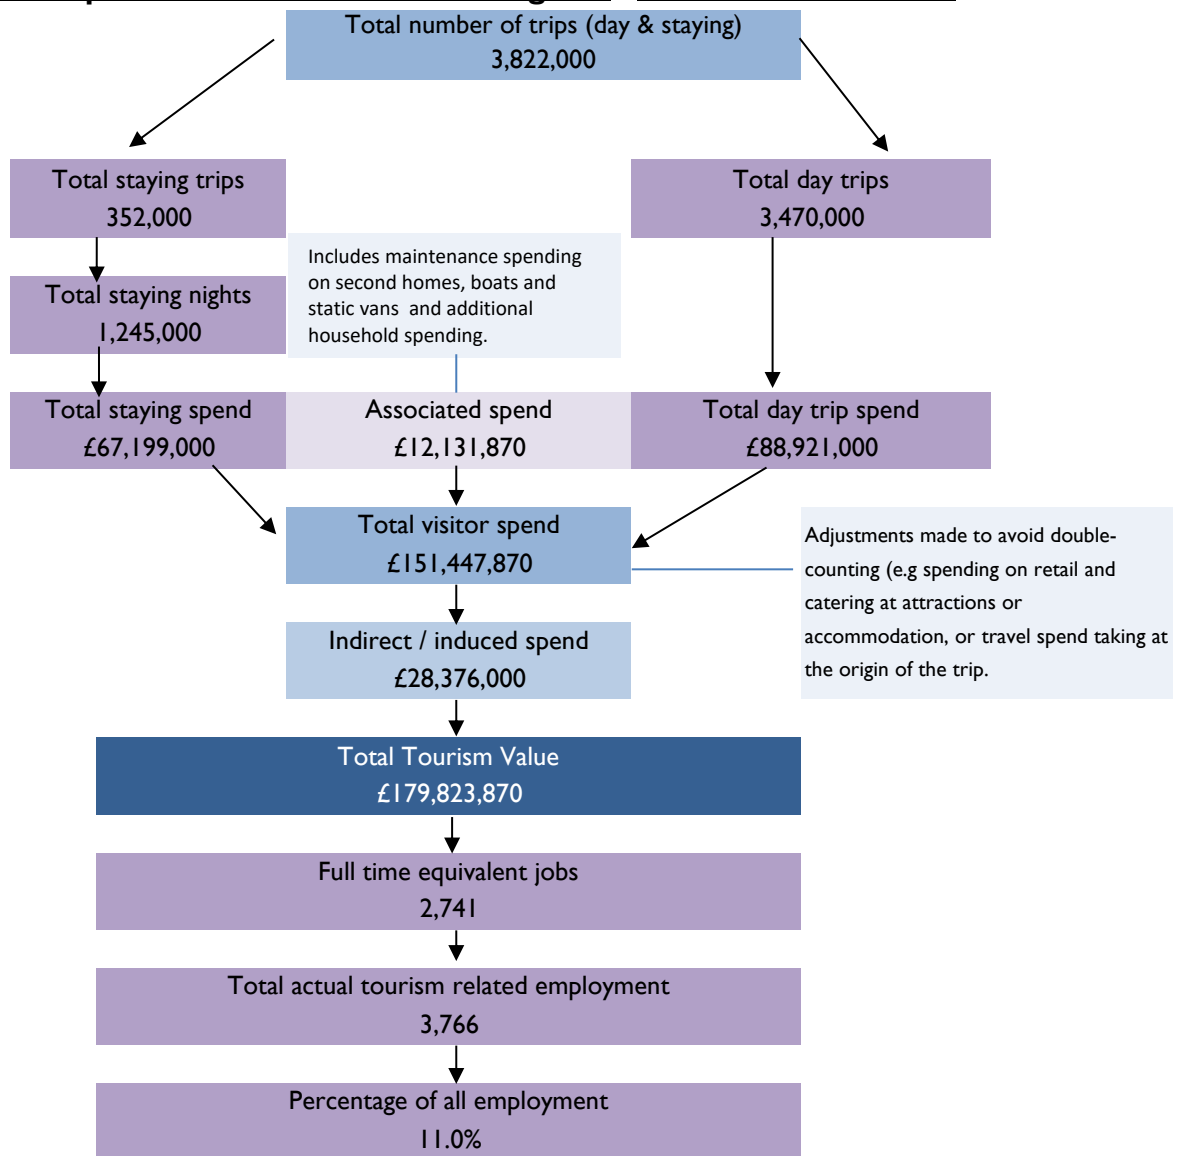 Total number of trips (day & staying)
3,822,000
Total staying trips
352,000
Total day trips
3,470,000
Includes maintenance spending
on second homes, boats and
static vans and additional
household spending.
Total staying nights
1,245,000
Total staying spend
£67,199,000
Associated spend
£12,131,870
Total day trip spend
£88,921,000
Total visitor spend
£151,447,870
Adjustments made to avoid double-
counting (e.g spending on retail and
catering at attractions or
accommodation, or travel spend taking at
the origin of the trip.
Indirect / induced spend
£28,376,000
Total Tourism Value
£179,823,870
Full time equivalent jobs
2,741
Total actual tourism related employment
3,766
Percentage of all employment
11.0%